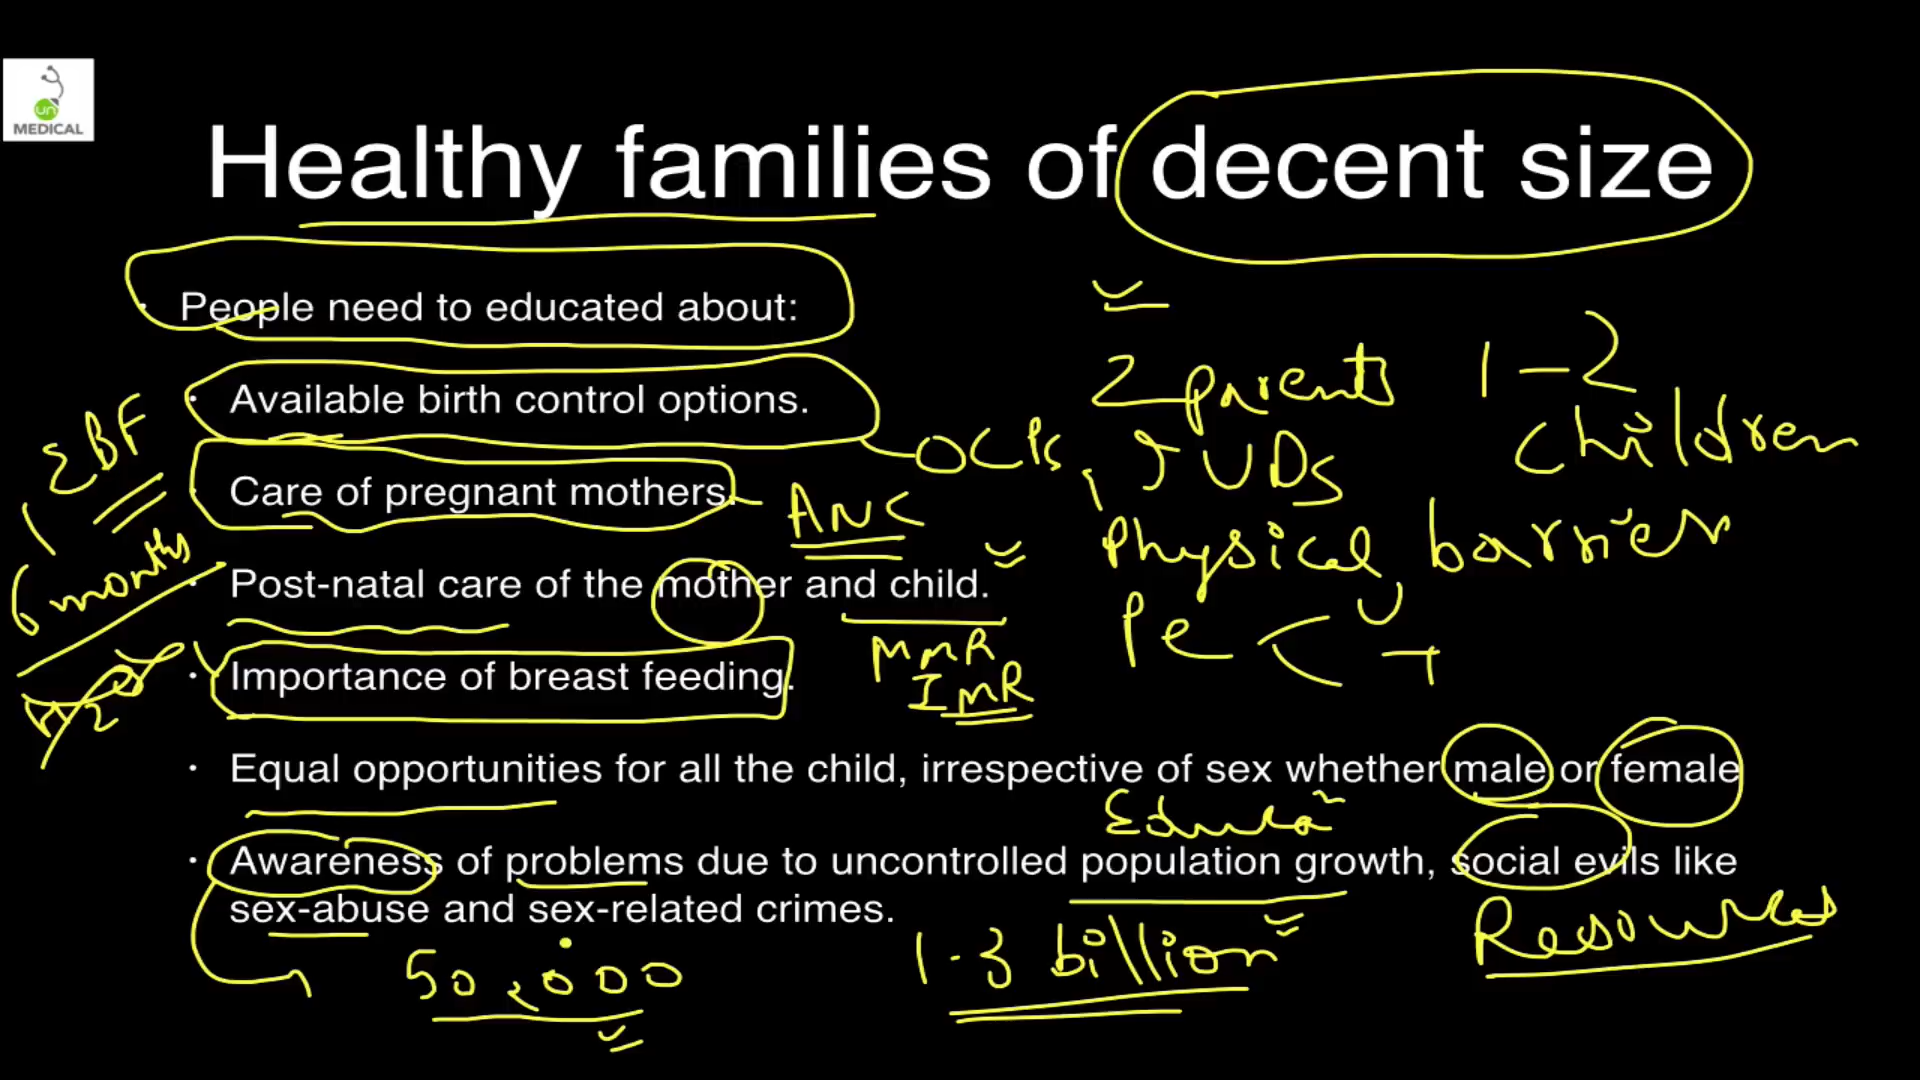 un
MEDICAL
Healthy families of decent size
• People need to educated about:
• Available birth control options.
OCPs, IUDs
Physical barrier
2 parents 1-2
children
EBF
6 months
• Care of pregnant mothers.
ANC
• Post-natal care of the mother and child.
MMR
IMR
• Importance of breast feeding.
• Equal opportunities for all the child, irrespective of sex whether male or female
• Awareness of problems due to uncontrolled population growth, social evils like
sex-abuse and sex-related crimes.
50,000
1-3 billion
Resources